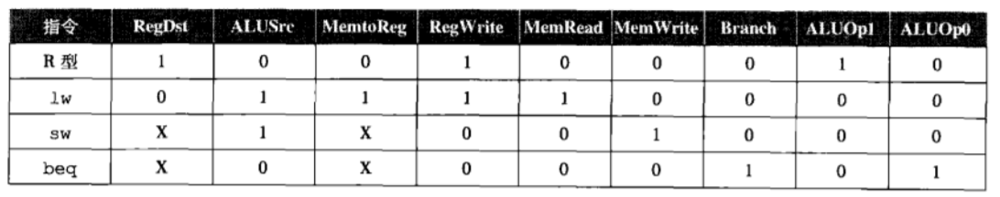 指令 RegDst ALUSrc MemtoReg RegWrite MemRead MemWrite Branch ALUOp1 ALUOp0
R 型 1 0 0 1 0 0 0 1 0
lw 0 1 1 1 1 0 0 0 0
sw X 1 X 0 0 1 0 0 0
beq X 0 X 0 0 0 1 0 1